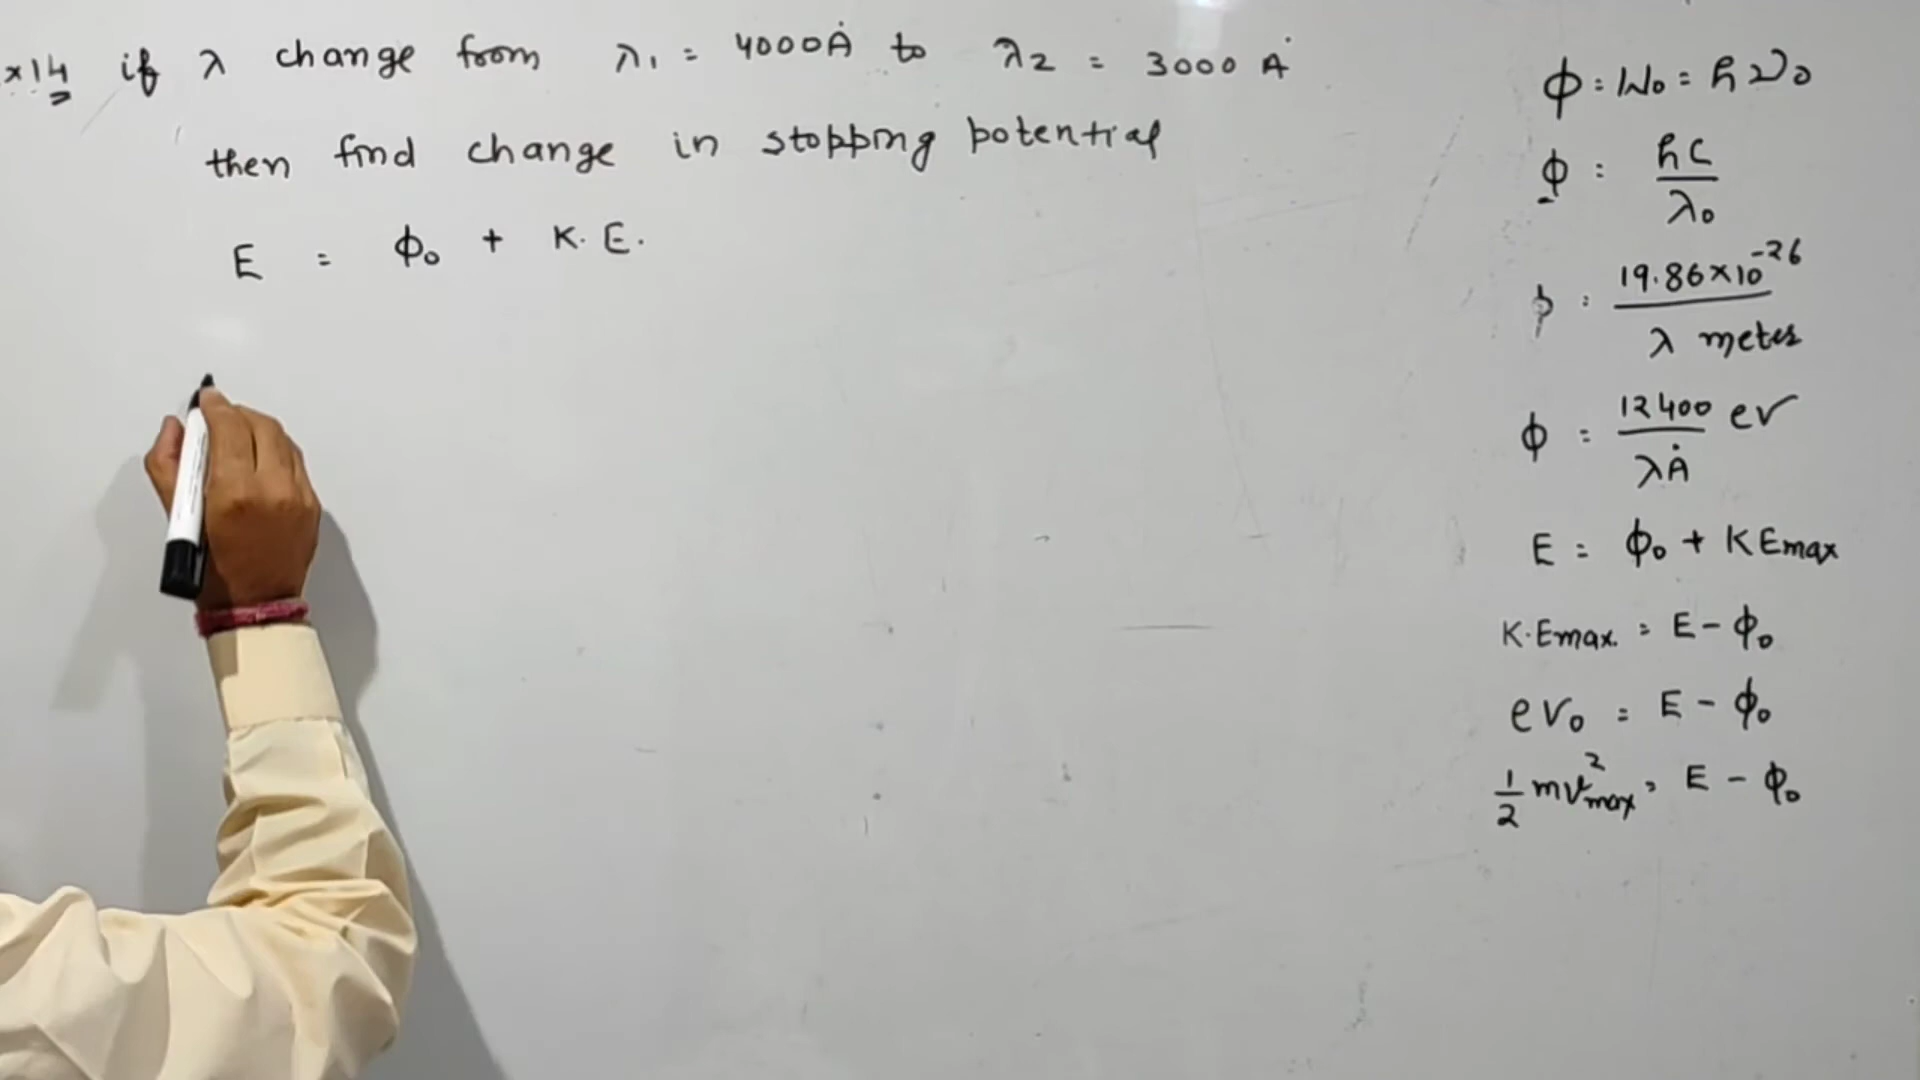 x 14 if λ change from λ1 = 4000Å to λ2 = 3000 Å
then find change in stopping potential
E = ϕ0 + K.E.
ϕ = W0 = hν0
ϕ = hc / λ0
ϕ = 19.86×10^-26 / λ meter
ϕ = 12400 / λÅ eV
E = ϕ0 + KEmax
K.Emax. = E - ϕ0
eV0 = E - ϕ0
1/2 mv²max = E - ϕ0